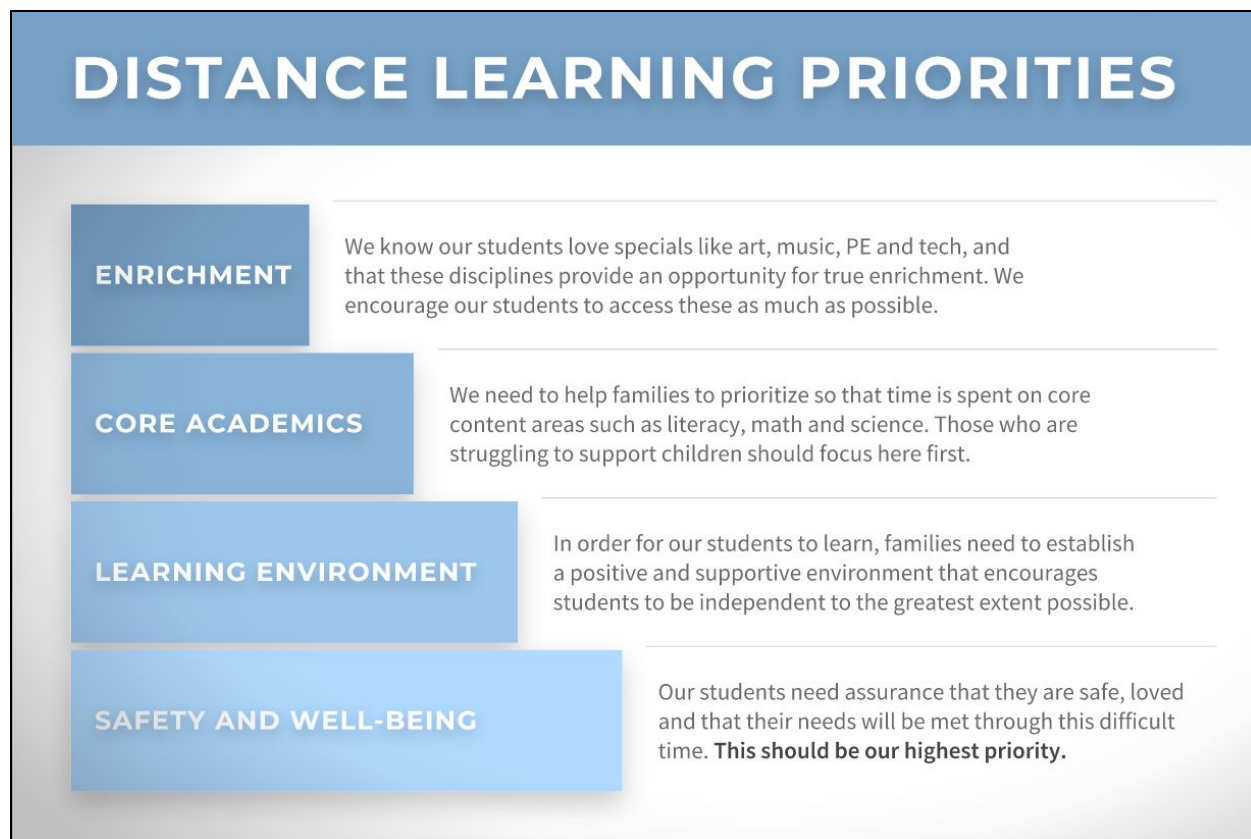 DISTANCE LEARNING PRIORITIES
ENRICHMENT
We know our students love specials like art, music, PE and tech, and
that these disciplines provide an opportunity for true enrichment. We
encourage our students to access these as much as possible.
CORE ACADEMICS
We need to help families to prioritize so that time is spent on core
content areas such as literacy, math and science. Those who are
struggling to support children should focus here first.
LEARNING ENVIRONMENT
In order for our students to learn, families need to establish
a positive and supportive environment that encourages
students to be independent to the greatest extent possible.
SAFETY AND WELL-BEING
Our students need assurance that they are safe, loved
and that their needs will be met through this difficult
time. This should be our highest priority.